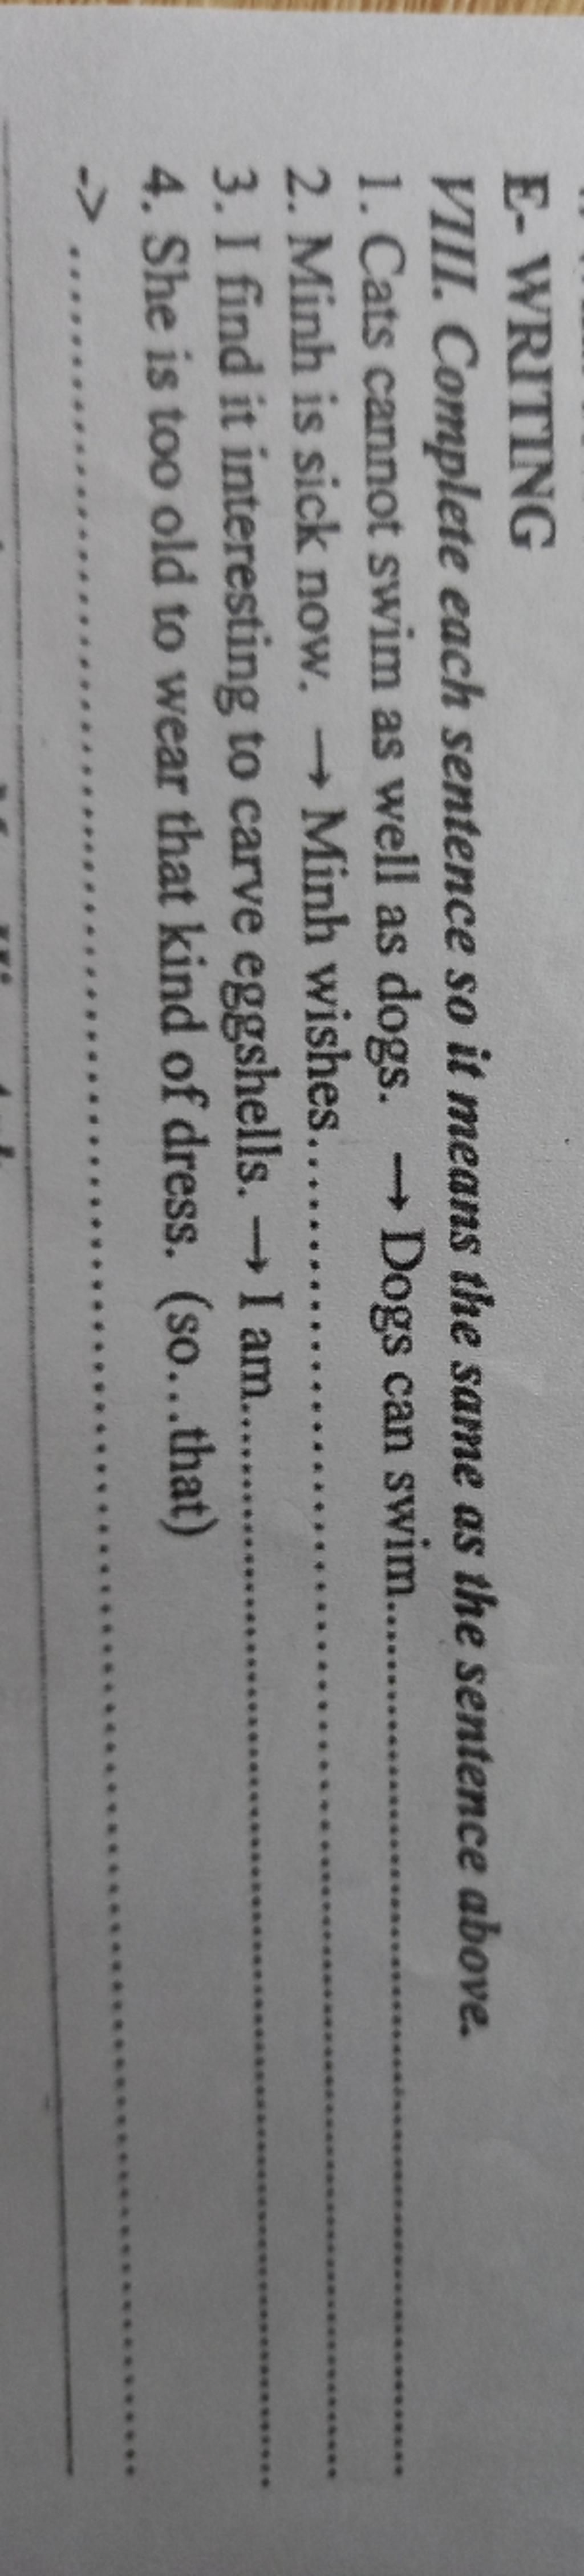 E- WRITING
VIII. Complete each sentence so it means the same as the sentence above.
1. Cats cannot swim as well as dogs. → Dogs can swim..........................................................................
2. Minh is sick now. → Minh wishes..........................................................................
3. I find it interesting to carve eggshells. → I am..........................................................................
4. She is too old to wear that kind of dress. (so…that)
-> ..........................................................................